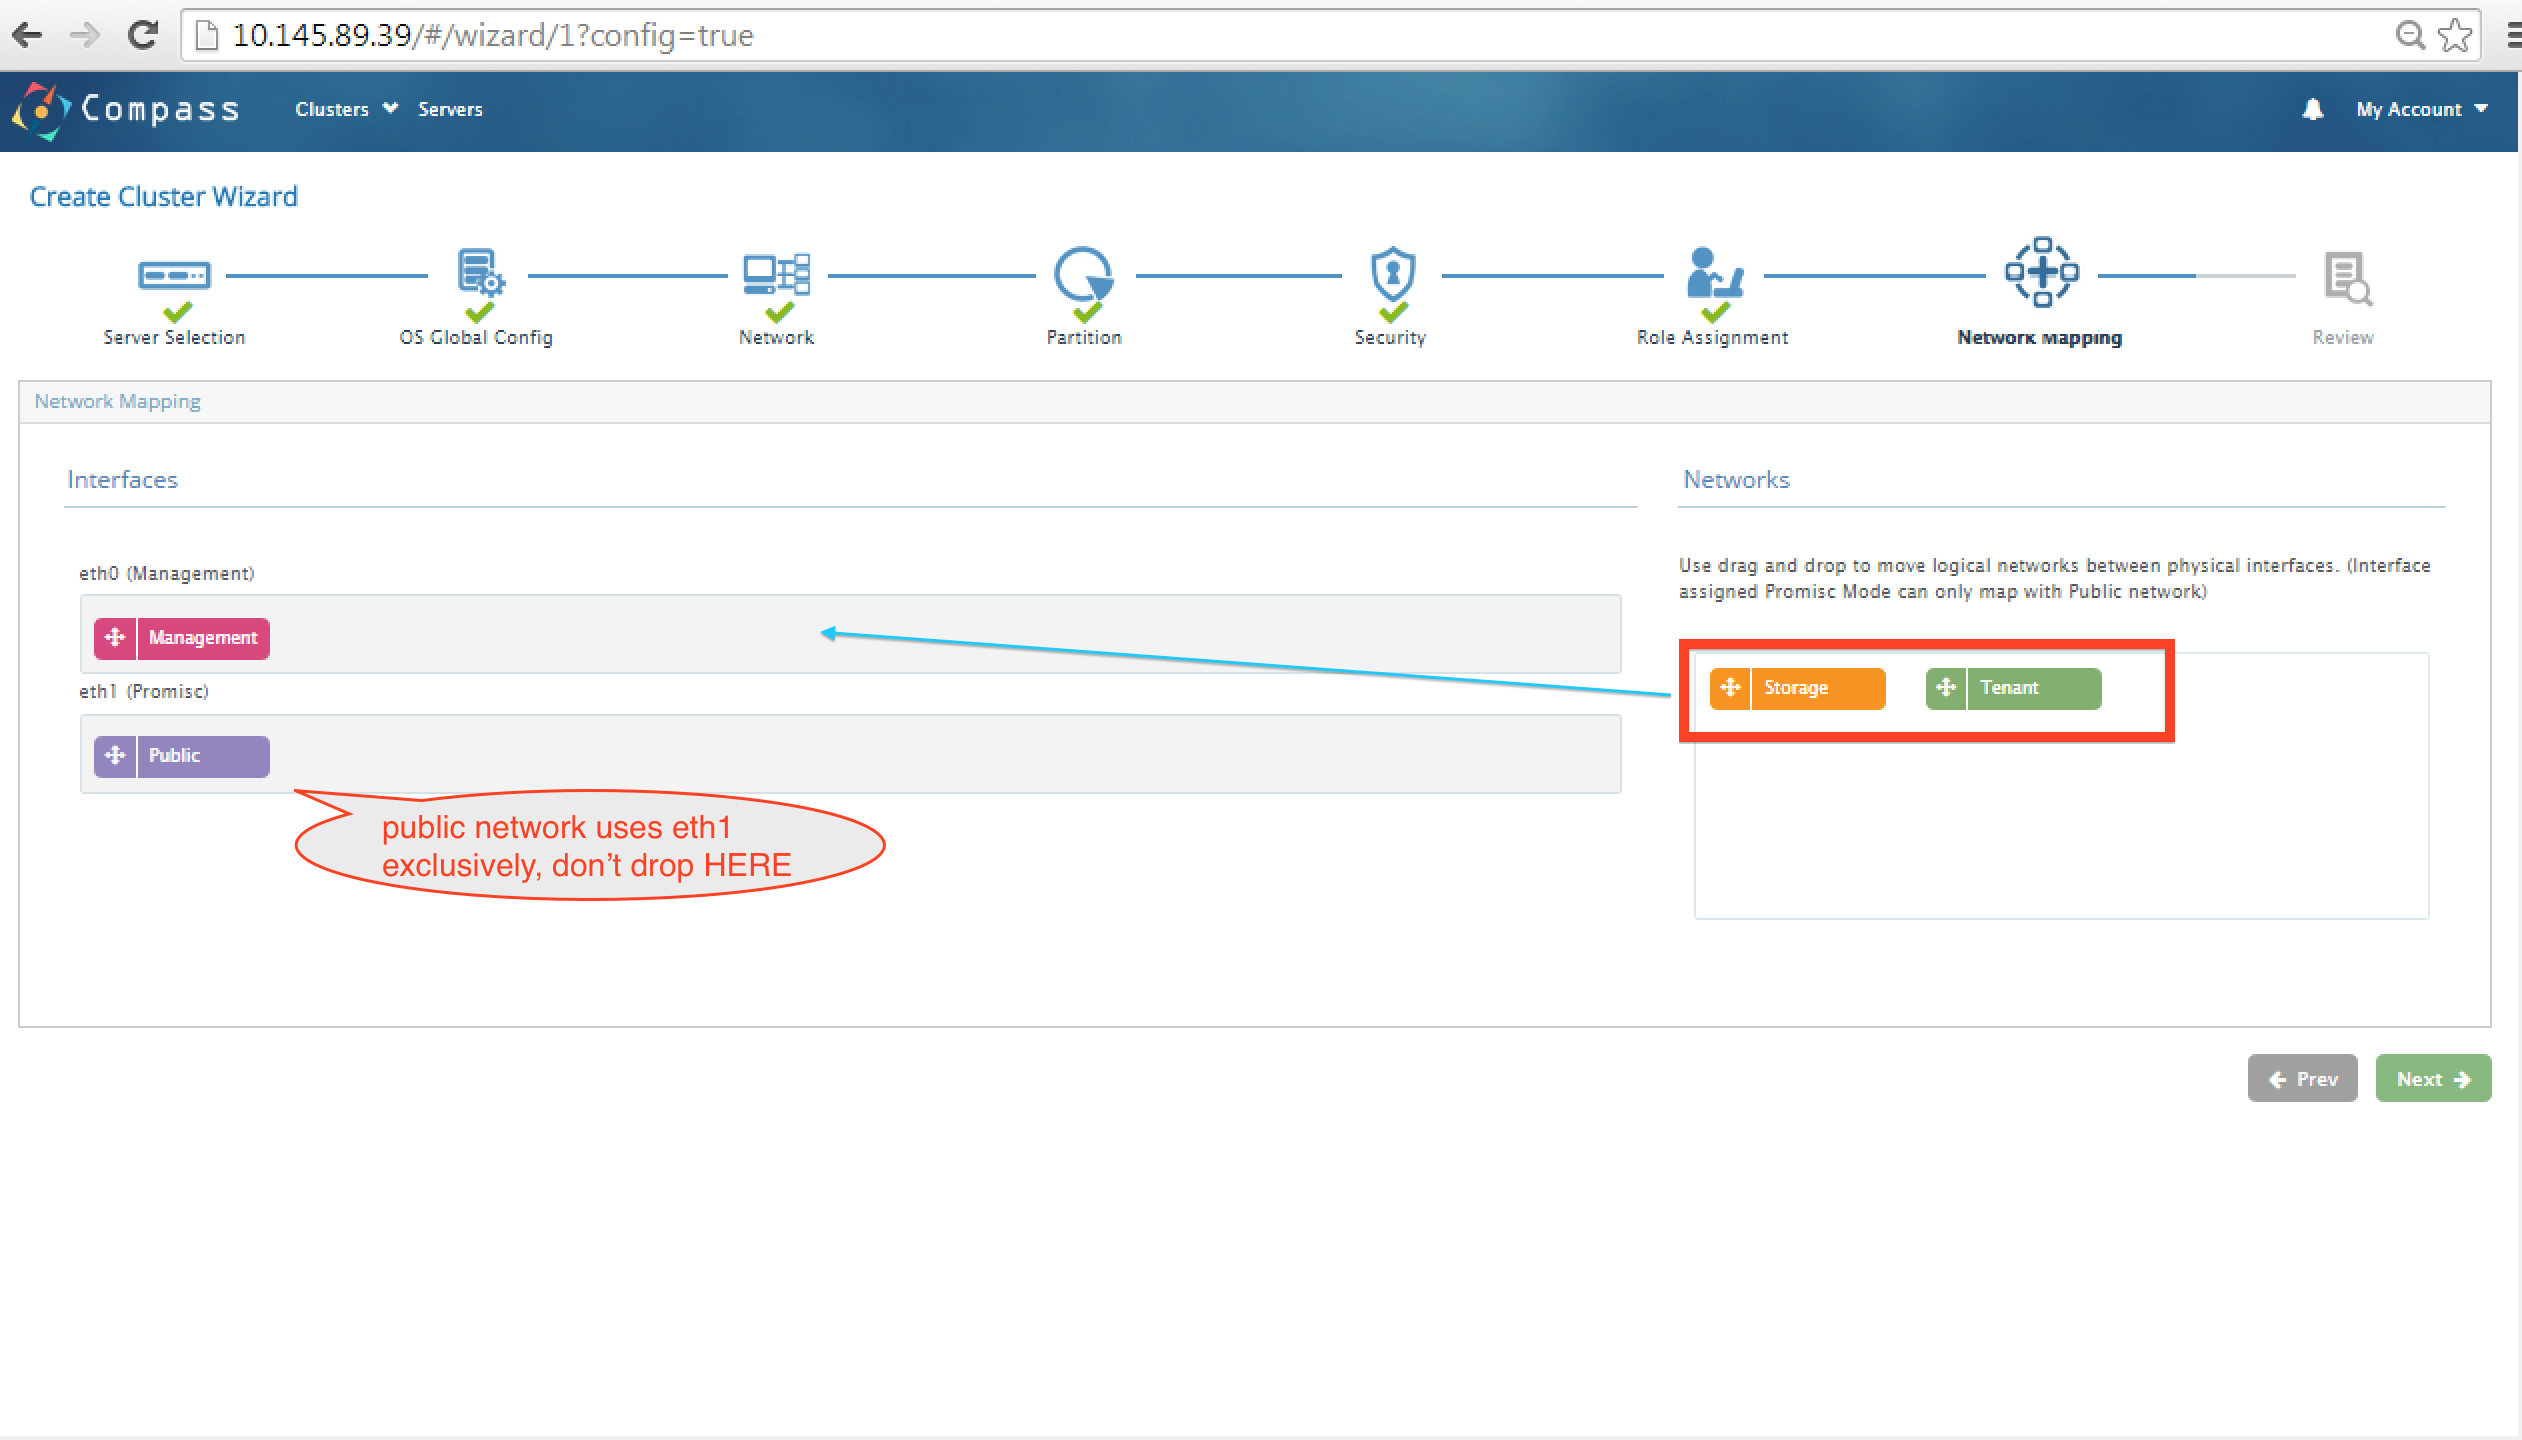 10.145.89.39/#/wizard/1?config=true
Compass
Clusters
Servers
My Account
Create Cluster Wizard
Server Selection
OS Global Config
Network
Partition
Security
Role Assignment
Network Mapping
Review
Network Mapping
Interfaces
eth0 (Management)
Management
eth1 (Promisc)
Public
public network uses eth1
exclusively, don't drop HERE
Networks
Use drag and drop to move logical networks between physical interfaces. (Interface
assigned Promisc Mode can only map with Public network)
Storage
Tenant
Prev
Next